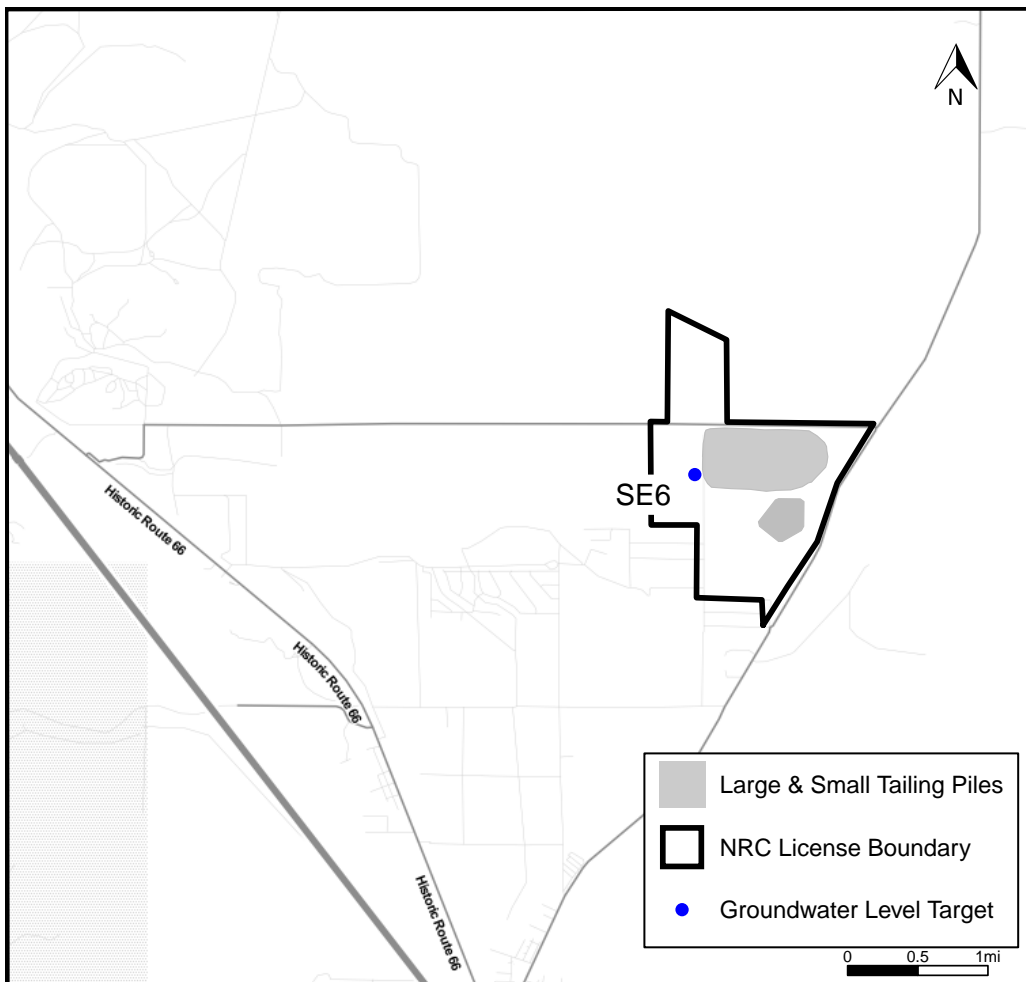 N
SE6
Historic Route 66
Historic Route 66
Historic Route 66
Large & Small Tailing Piles
NRC License Boundary
Groundwater Level Target
0 0.5 1mi